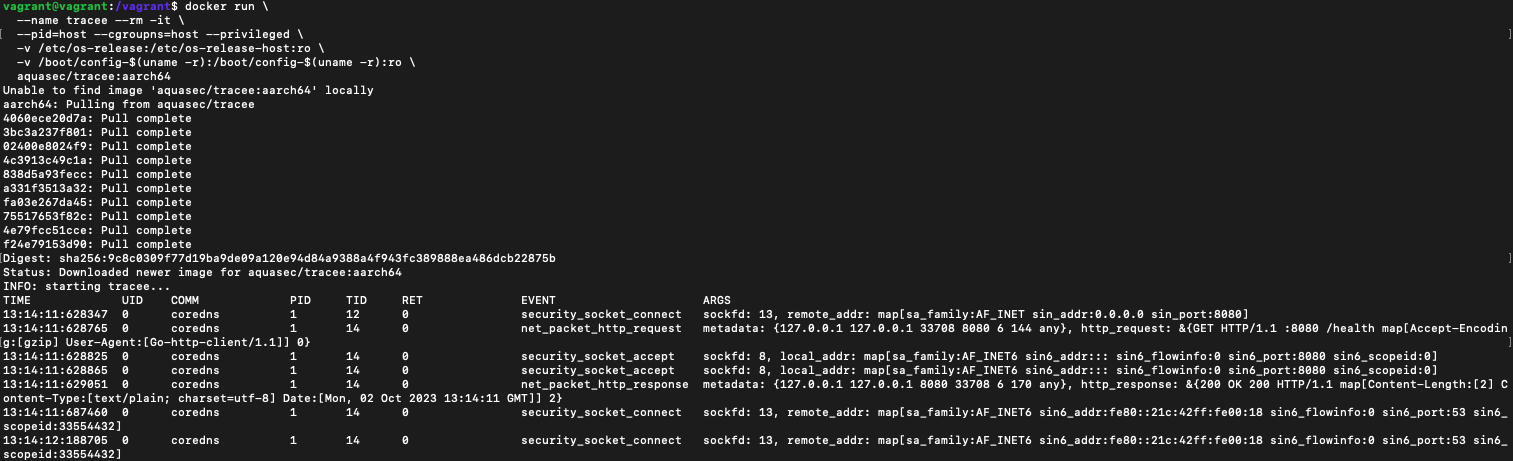 vagrant@vagrant:/vagrant$ docker run \
  --name tracee --rm -it \
[ --pid=host --cgroupns=host --privileged \ ]
  -v /etc/os-release:/etc/os-release-host:ro \
  -v /boot/config-$(uname -r):/boot/config-$(uname -r):ro \
  aquasec/tracee:aarch64
Unable to find image 'aquasec/tracee:aarch64' locally
aarch64: Pulling from aquasec/tracee
4060ece20d7a: Pull complete
3bc3a237f801: Pull complete
02400e8024f9: Pull complete
4c3913c49c1a: Pull complete
838d5a93fecc: Pull complete
a331f3513a32: Pull complete
fa03e267da45: Pull complete
75517653f82c: Pull complete
4e79fcc51cce: Pull complete
f24e79153d90: Pull complete
[Digest: sha256:9c8c0309f77d19ba9de09a120e94d84a9388a4f943fc389888ea486dcb22875b ]
Status: Downloaded newer image for aquasec/tracee:aarch64
INFO: starting tracee...
TIME             UID    COMM             PID     TID     RET              EVENT                     ARGS
13:14:11:628347  0      coredns          1       12      0                security_socket_connect   sockfd: 13, remote_addr: map[sa_family:AF_INET sin_addr:0.0.0.0 sin_port:8080]
13:14:11:628765  0      coredns          1       14      0                net_packet_http_request   metadata: {127.0.0.1 127.0.0.1 33708 8080 6 144 any}, http_request: &{GET HTTP/1.1 :8080 /health map[Accept-Encodin
[g:[gzip] User-Agent:[Go-http-client/1.1]] 0} ]
13:14:11:628825  0      coredns          1       14      0                security_socket_accept    sockfd: 8, local_addr: map[sa_family:AF_INET6 sin6_addr::: sin6_flowinfo:0 sin6_port:8080 sin6_scopeid:0]
13:14:11:628865  0      coredns          1       14      0                security_socket_accept    sockfd: 8, local_addr: map[sa_family:AF_INET6 sin6_addr::: sin6_flowinfo:0 sin6_port:8080 sin6_scopeid:0]
13:14:11:629051  0      coredns          1       14      0                net_packet_http_response  metadata: {127.0.0.1 127.0.0.1 8080 33708 6 170 any}, http_response: &{200 OK 200 HTTP/1.1 map[Content-Length:[2] C
ontent-Type:[text/plain; charset=utf-8] Date:[Mon, 02 Oct 2023 13:14:11 GMT]] 2}
13:14:11:687460  0      coredns          1       14      0                security_socket_connect   sockfd: 13, remote_addr: map[sa_family:AF_INET6 sin6_addr:fe80::21c:42ff:fe00:18 sin6_flowinfo:0 sin6_port:53 sin6_
scopeid:33554432]
13:14:12:188705  0      coredns          1       14      0                security_socket_connect   sockfd: 13, remote_addr: map[sa_family:AF_INET6 sin6_addr:fe80::21c:42ff:fe00:18 sin6_flowinfo:0 sin6_port:53 sin6_
scopeid:33554432]